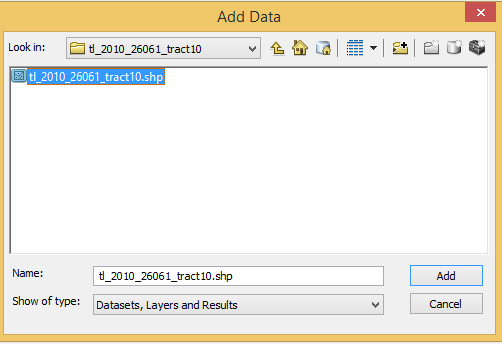 Add Data
Look in: tl_2010_26061_tract10
tl_2010_26061_tract10.shp
Name: tl_2010_26061_tract10.shp Add
Show of type: Datasets, Layers and Results Cancel